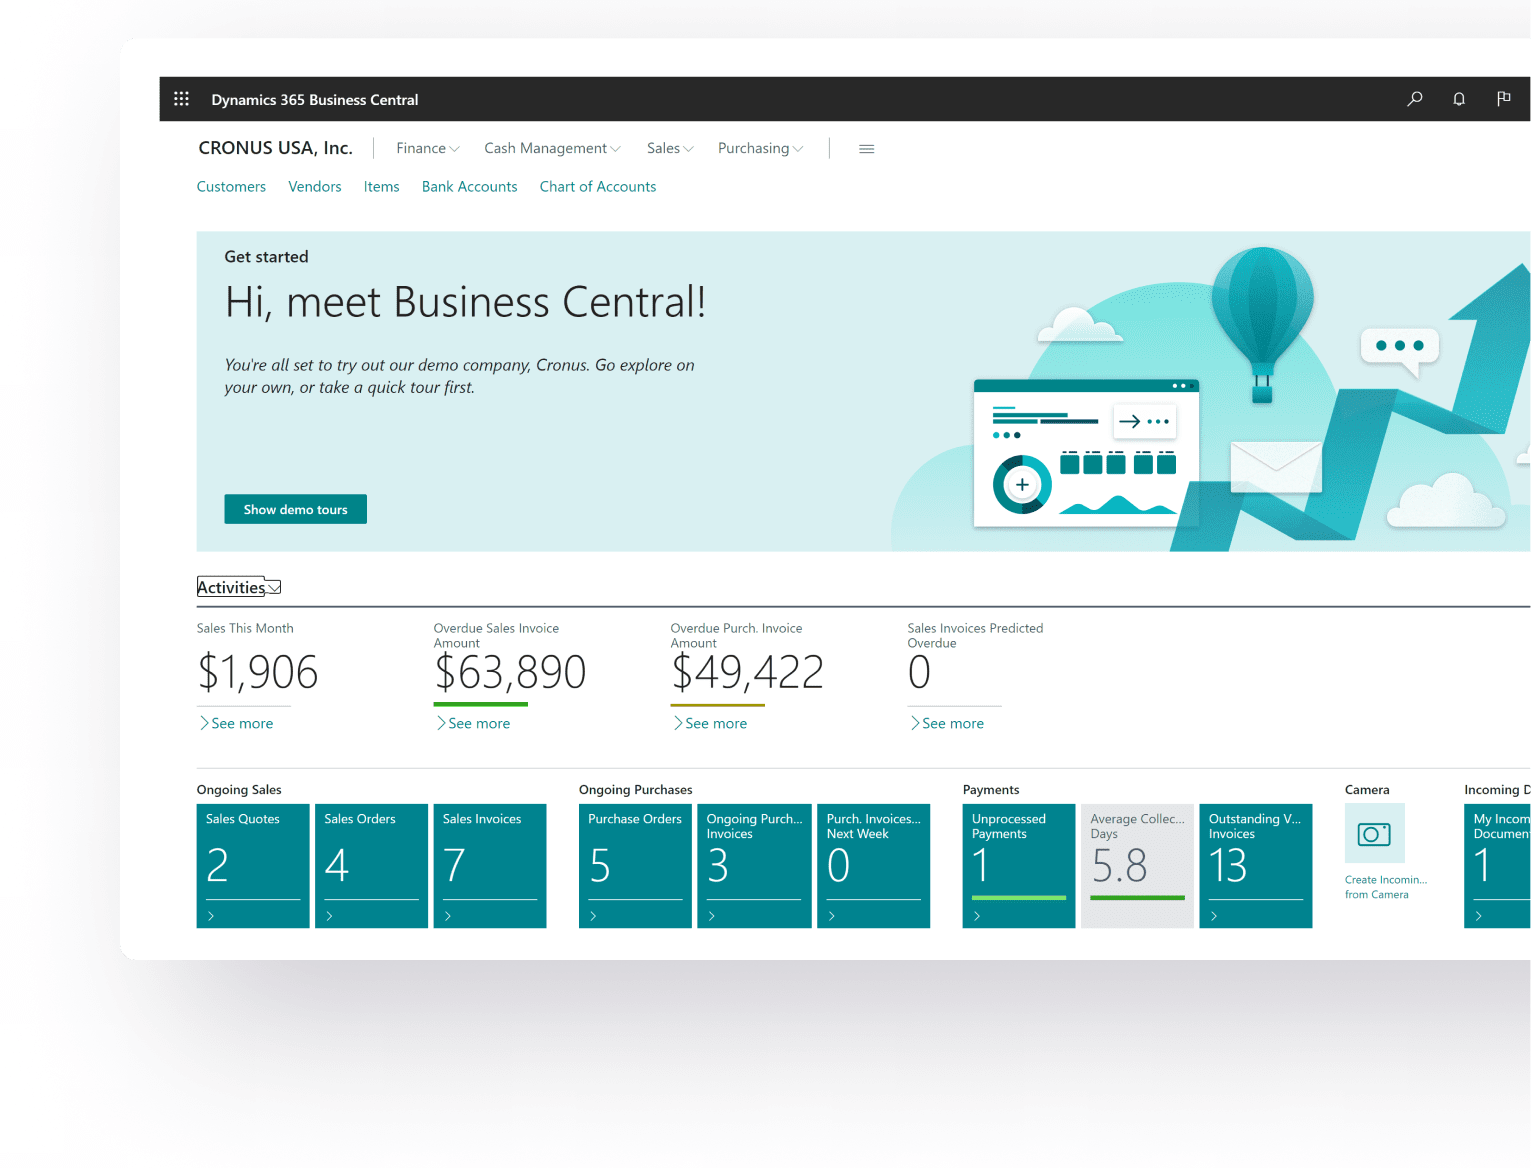 Dynamics 365 Business Central
CRONUS USA, Inc.
Finance
Cash Management
Sales
Purchasing
Customers
Vendors
Items
Bank Accounts
Chart of Accounts
Get started
Hi, meet Business Central!
You're all set to try out our demo company, Cronus. Go explore on
your own, or take a quick tour first.
Show demo tours
Activities
Sales This Month
$1,906
See more
Overdue Sales Invoice
Amount
$63,890
See more
Overdue Purch. Invoice
Amount
$49,422
See more
Sales Invoices Predicted
Overdue
0
See more
Ongoing Sales
Sales Quotes
2
Sales Orders
4
Sales Invoices
7
Ongoing Purchases
Purchase Orders
5
Ongoing Purch...
Invoices
3
Purch. Invoices...
Next Week
0
Payments
Unprocessed
Payments
1
Average Collec...
Days
5.8
Outstanding V...
Invoices
13
Camera
Create Incomin...
from Camera
Incoming D
My Incom
Documen
1